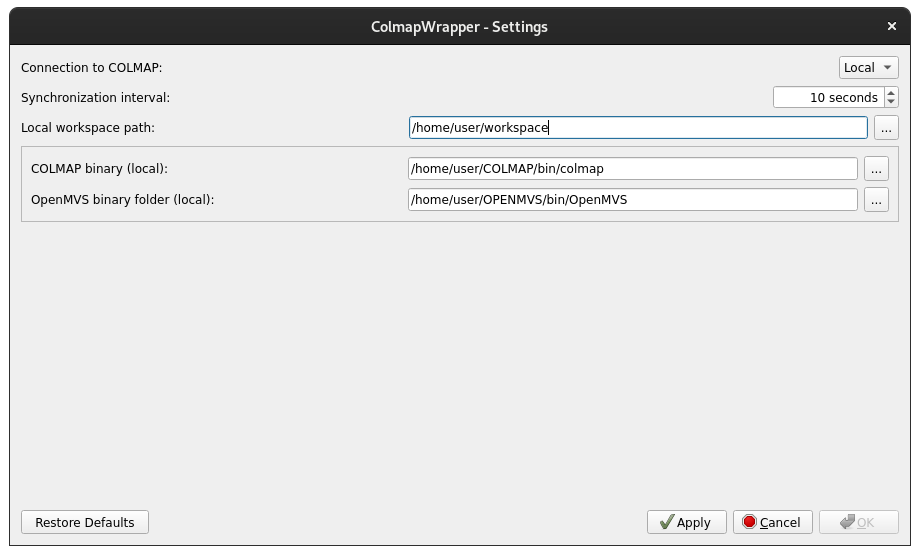 ColmapWrapper - Settings ×
Connection to COLMAP: Local
Synchronization interval: 10 seconds
Local workspace path: /home/user/workspace ...
COLMAP binary (local): /home/user/COLMAP/bin/colmap ...
OpenMVS binary folder (local): /home/user/OPENMVS/bin/OpenMVS ...
Restore Defaults Apply Cancel OK